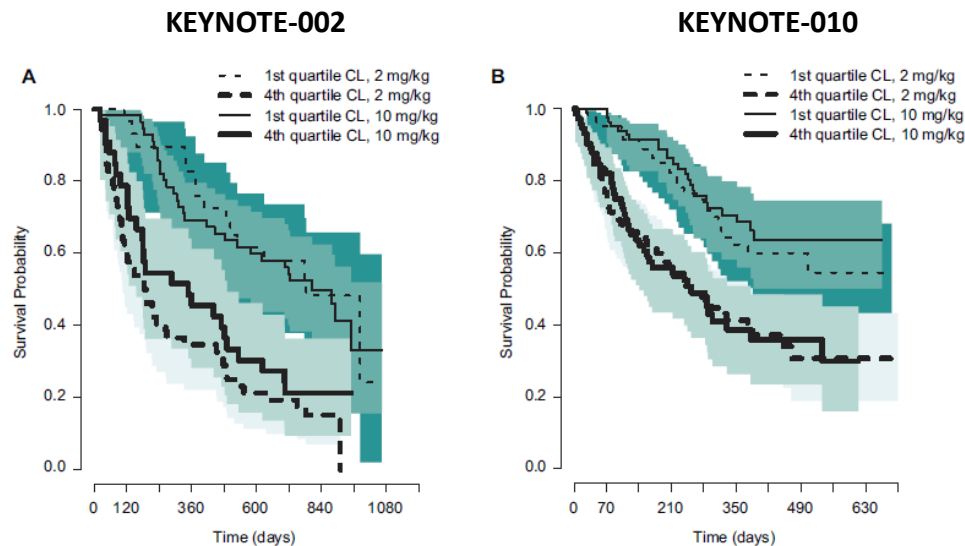 KEYNOTE-002
A
1st quartile CL, 2 mg/kg
4th quartile CL, 2 mg/kg
1st quartile CL, 10 mg/kg
4th quartile CL, 10 mg/kg
Survival Probability
1.0
0.8
0.6
0.4
0.2
0.0
0 120 360 600 840 1080
Time (days)
KEYNOTE-010
B
1st quartile CL, 2 mg/kg
4th quartile CL, 2 mg/kg
1st quartile CL, 10 mg/kg
4th quartile CL, 10 mg/kg
Survival Probability
1.0
0.8
0.6
0.4
0.2
0.0
0 70 210 350 490 630
Time (days)